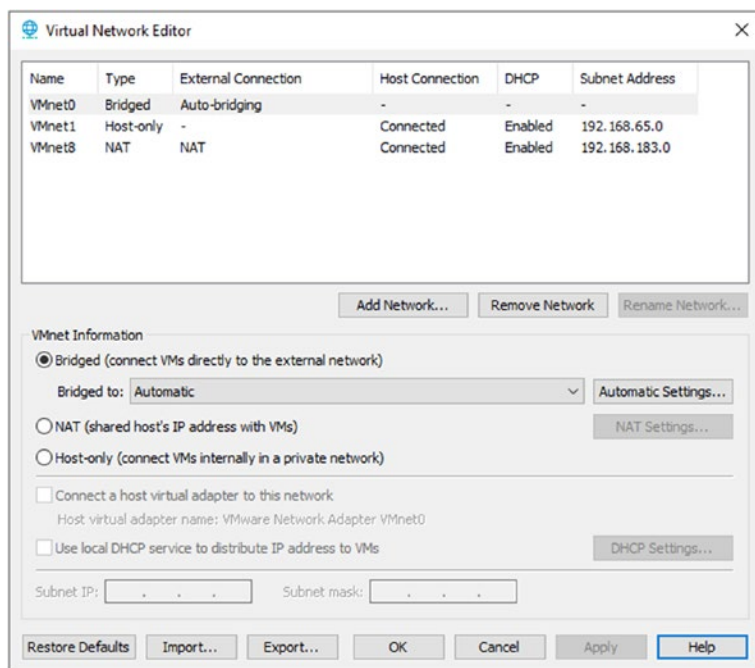 Virtual Network Editor
Name Type External Connection Host Connection DHCP Subnet Address
VMnet0 Bridged Auto-bridging - - -
VMnet1 Host-only - Connected Enabled 192.168.65.0
VMnet8 NAT NAT Connected Enabled 192.168.183.0
Add Network... Remove Network Rename Network...
VMnet Information
Bridged (connect VMs directly to the external network)
Bridged to: Automatic Automatic Settings...
NAT (shared host's IP address with VMs) NAT Settings...
Host-only (connect VMs internally in a private network)
Connect a host virtual adapter to this network
Host virtual adapter name: VMware Network Adapter VMnet0
Use local DHCP service to distribute IP address to VMs DHCP Settings...
Subnet IP: . . . Subnet mask: . . .
Restore Defaults Import... Export... OK Cancel Apply Help